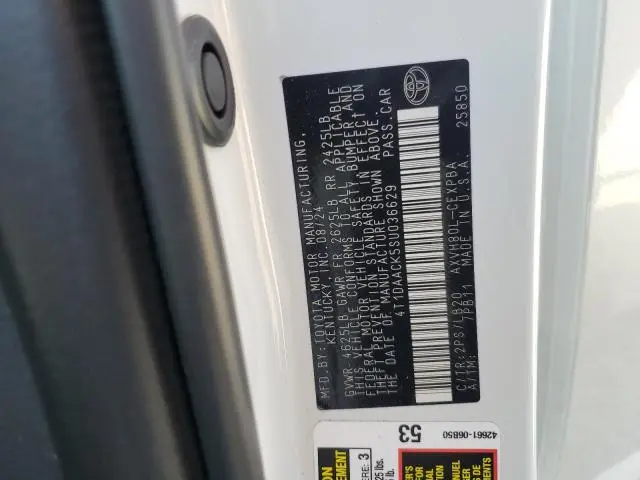 MFD.BY:TOYOTA MOTOR MANUFACTURING,
KENTUCKY, INC. 08/24
GVWR 4625LB GAWR FR 2625LB RR 2425LB
THIS VEHICLE CONFORMS TO ALL APPLICABLE
FEDERAL MOTOR VEHICLE SAFETY, BUMPER AND
THEFT PREVENTION STANDARDS IN EFFECT ON
THE DATE OF MANUFACTURE SHOWN ABOVE.
4T1DAACK5SU036629 PASS.CAR
C/TR:2PS/LB20 AXVH80L-CEXPBA 25850
A/TM: 7PB11 MADE IN U.S.A.
42661-06B50
53